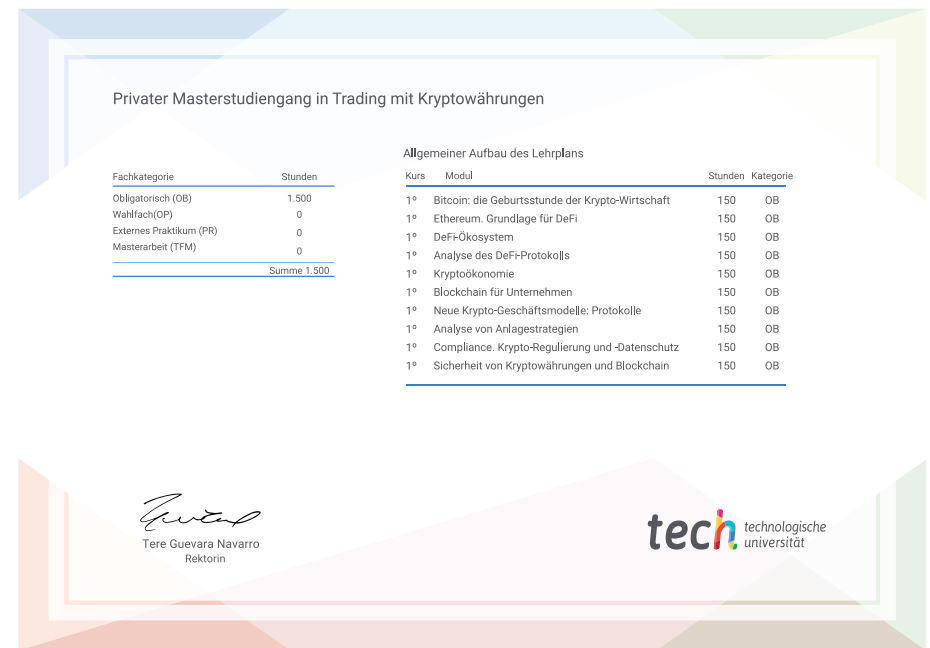 Privater Masterstudiengang in Trading mit Kryptowährungen
Fachkategorie Stunden
Obligatorisch (OB) 1.500
Wahlfach(OP) 0
Externes Praktikum (PR) 0
Masterarbeit (TFM) 0
Summe 1.500
Allgemeiner Aufbau des Lehrplans
Kurs Modul Stunden Kategorie
1º Bitcoin: die Geburtsstunde der Krypto-Wirtschaft 150 OB
1º Ethereum. Grundlage für DeFi 150 OB
1º DeFi-Ökosystem 150 OB
1º Analyse des DeFi-Protokolls 150 OB
1º Kryptoökonomie 150 OB
1º Blockchain für Unternehmen 150 OB
1º Neue Krypto-Geschäftsmodelle: Protokolle 150 OB
1º Analyse von Anlagestrategien 150 OB
1º Compliance. Krypto-Regulierung und -Datenschutz 150 OB
1º Sicherheit von Kryptowährungen und Blockchain 150 OB
Tere Guevara Navarro
Rektorin
tech technologische
universität